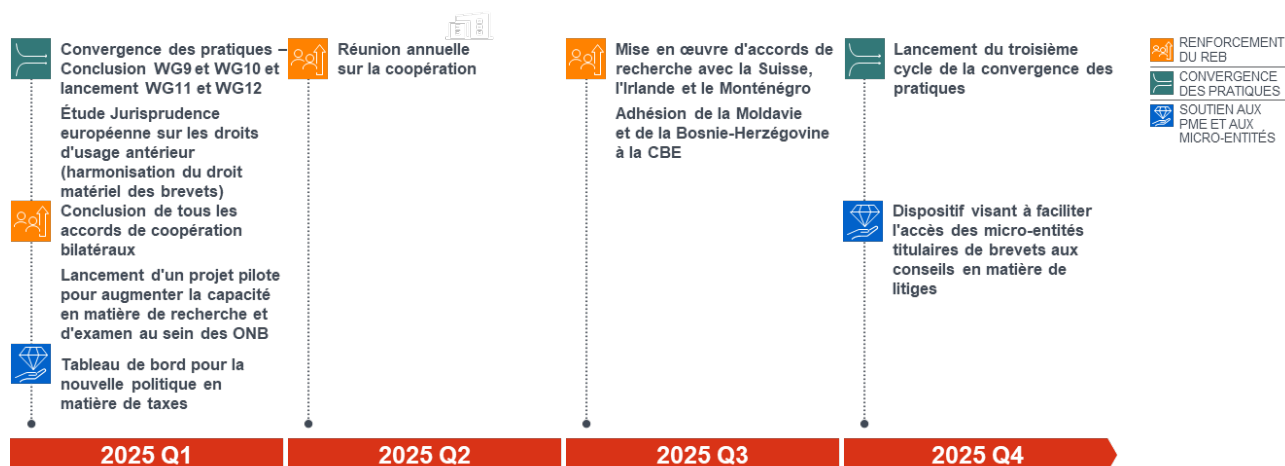 Convergence des pratiques –
Conclusion WG9 et WG10 et
lancement WG11 et WG12
Étude Jurisprudence
européenne sur les droits
d'usage antérieur
(harmonisation du droit
matériel des brevets)
Conclusion de tous les
accords de coopération
bilatéraux
Lancement d'un projet pilote
pour augmenter la capacité
en matière de recherche et
d'examen au sein des ONB
Tableau de bord pour la
nouvelle politique en
matière de taxes
Réunion annuelle
sur la coopération
Mise en œuvre d'accords de
recherche avec la Suisse,
l'Irlande et le Monténégro
Adhésion de la Moldavie
et de la Bosnie-Herzégovine
à la CBE
Lancement du troisième
cycle de la convergence des
pratiques
Dispositif visant à faciliter
l'accès des micro-entités
titulaires de brevets aux
conseils en matière de
litiges
RENFORCEMENT
DU REB
CONVERGENCE
DES PRATIQUES
SOUTIEN AUX
PME ET AUX
MICRO-ENTITÉS
2025 Q1
2025 Q2
2025 Q3
2025 Q4